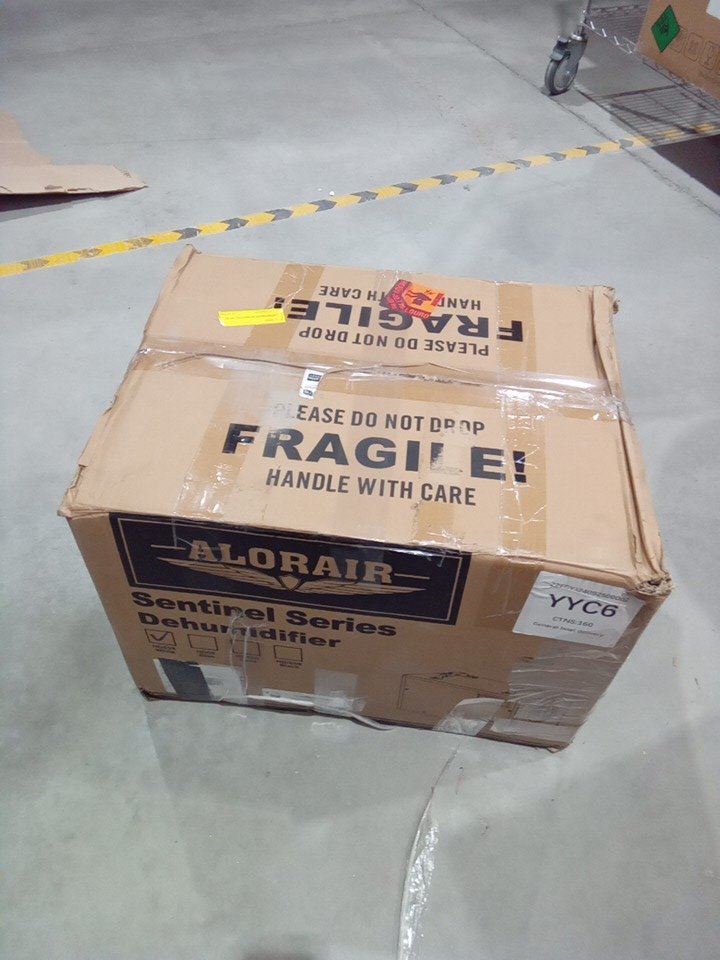 HANDLE WITH CARE
FRAGILE!
PLEASE DO NOT DROP
PLEASE DO NOT DROP
FRAGILE!
HANDLE WITH CARE
ALORAIR
Sentinel Series
Dehumidifier
YYC6
CTNS:160